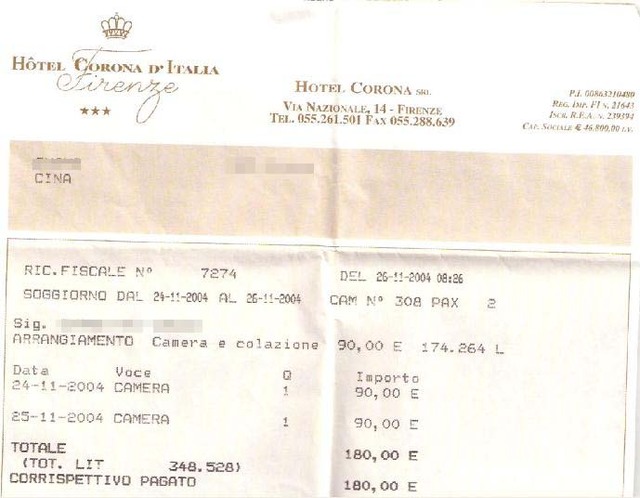 HÔTEL CORONA D'ITALIA
Firenze
HOTEL CORONA SRL
VIA NAZIONALE, 14 - FIRENZE
TEL. 055.261.501 FAX 055.288.639
P.I. 00863210480
REG. IMP. FI N. 21643
ISCR. R.E.A. N. 239394
CAP. SOCIALE € 46.800,00 I.V.
CINA
RIC.FISCALE Nº 7274 DEL 26-11-2004 08:26
SOGGIORNO DAL 24-11-2004 AL 26-11-2004 CAM Nº 308 PAX 2
Sig.
ARRANGIAMENTO Camera e colazione 90,00 E 174.264 L
Data Voce Q Importo
24-11-2004 CAMERA 1 90,00 E
25-11-2004 CAMERA 1 90,00 E
TOTALE 180,00 E
(TOT. LIT 348.528)
CORRISPETTIVO PAGATO 180,00 E